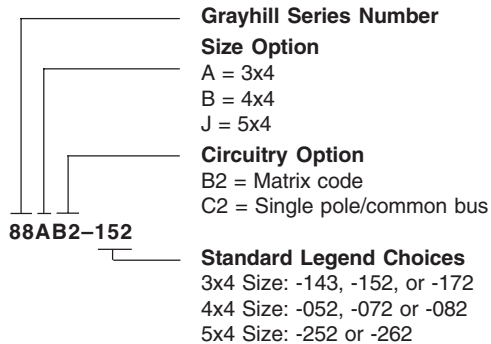 Grayhill Series Number
Size Option
A = 3x4
B = 4x4
J = 5x4
Circuitry Option
B2 = Matrix code
C2 = Single pole/common bus
88AB2–152
Standard Legend Choices
3x4 Size: -143, -152, or -172
4x4 Size: -052, -072 or -082
5x4 Size: -252 or -262